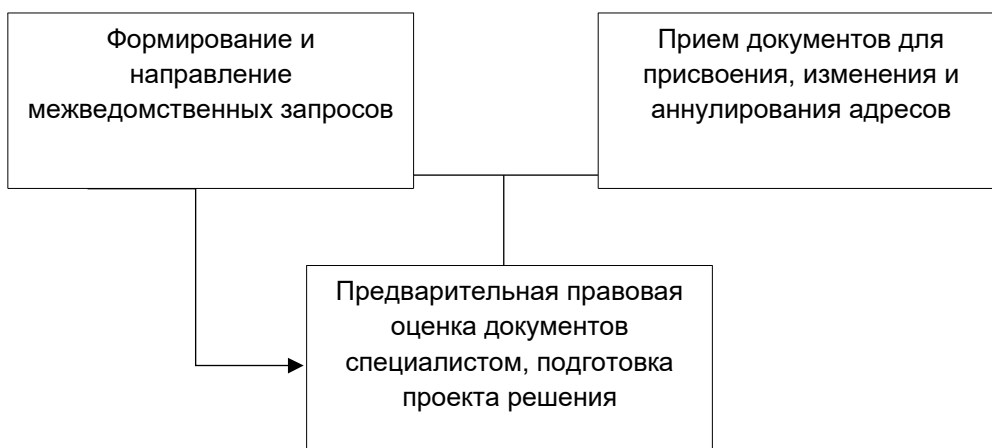 Формирование и
направление
межведомственных запросов
Прием документов для
присвоения, изменения и
аннулирования адресов
Предварительная правовая
оценка документов
специалистом, подготовка
проекта решения